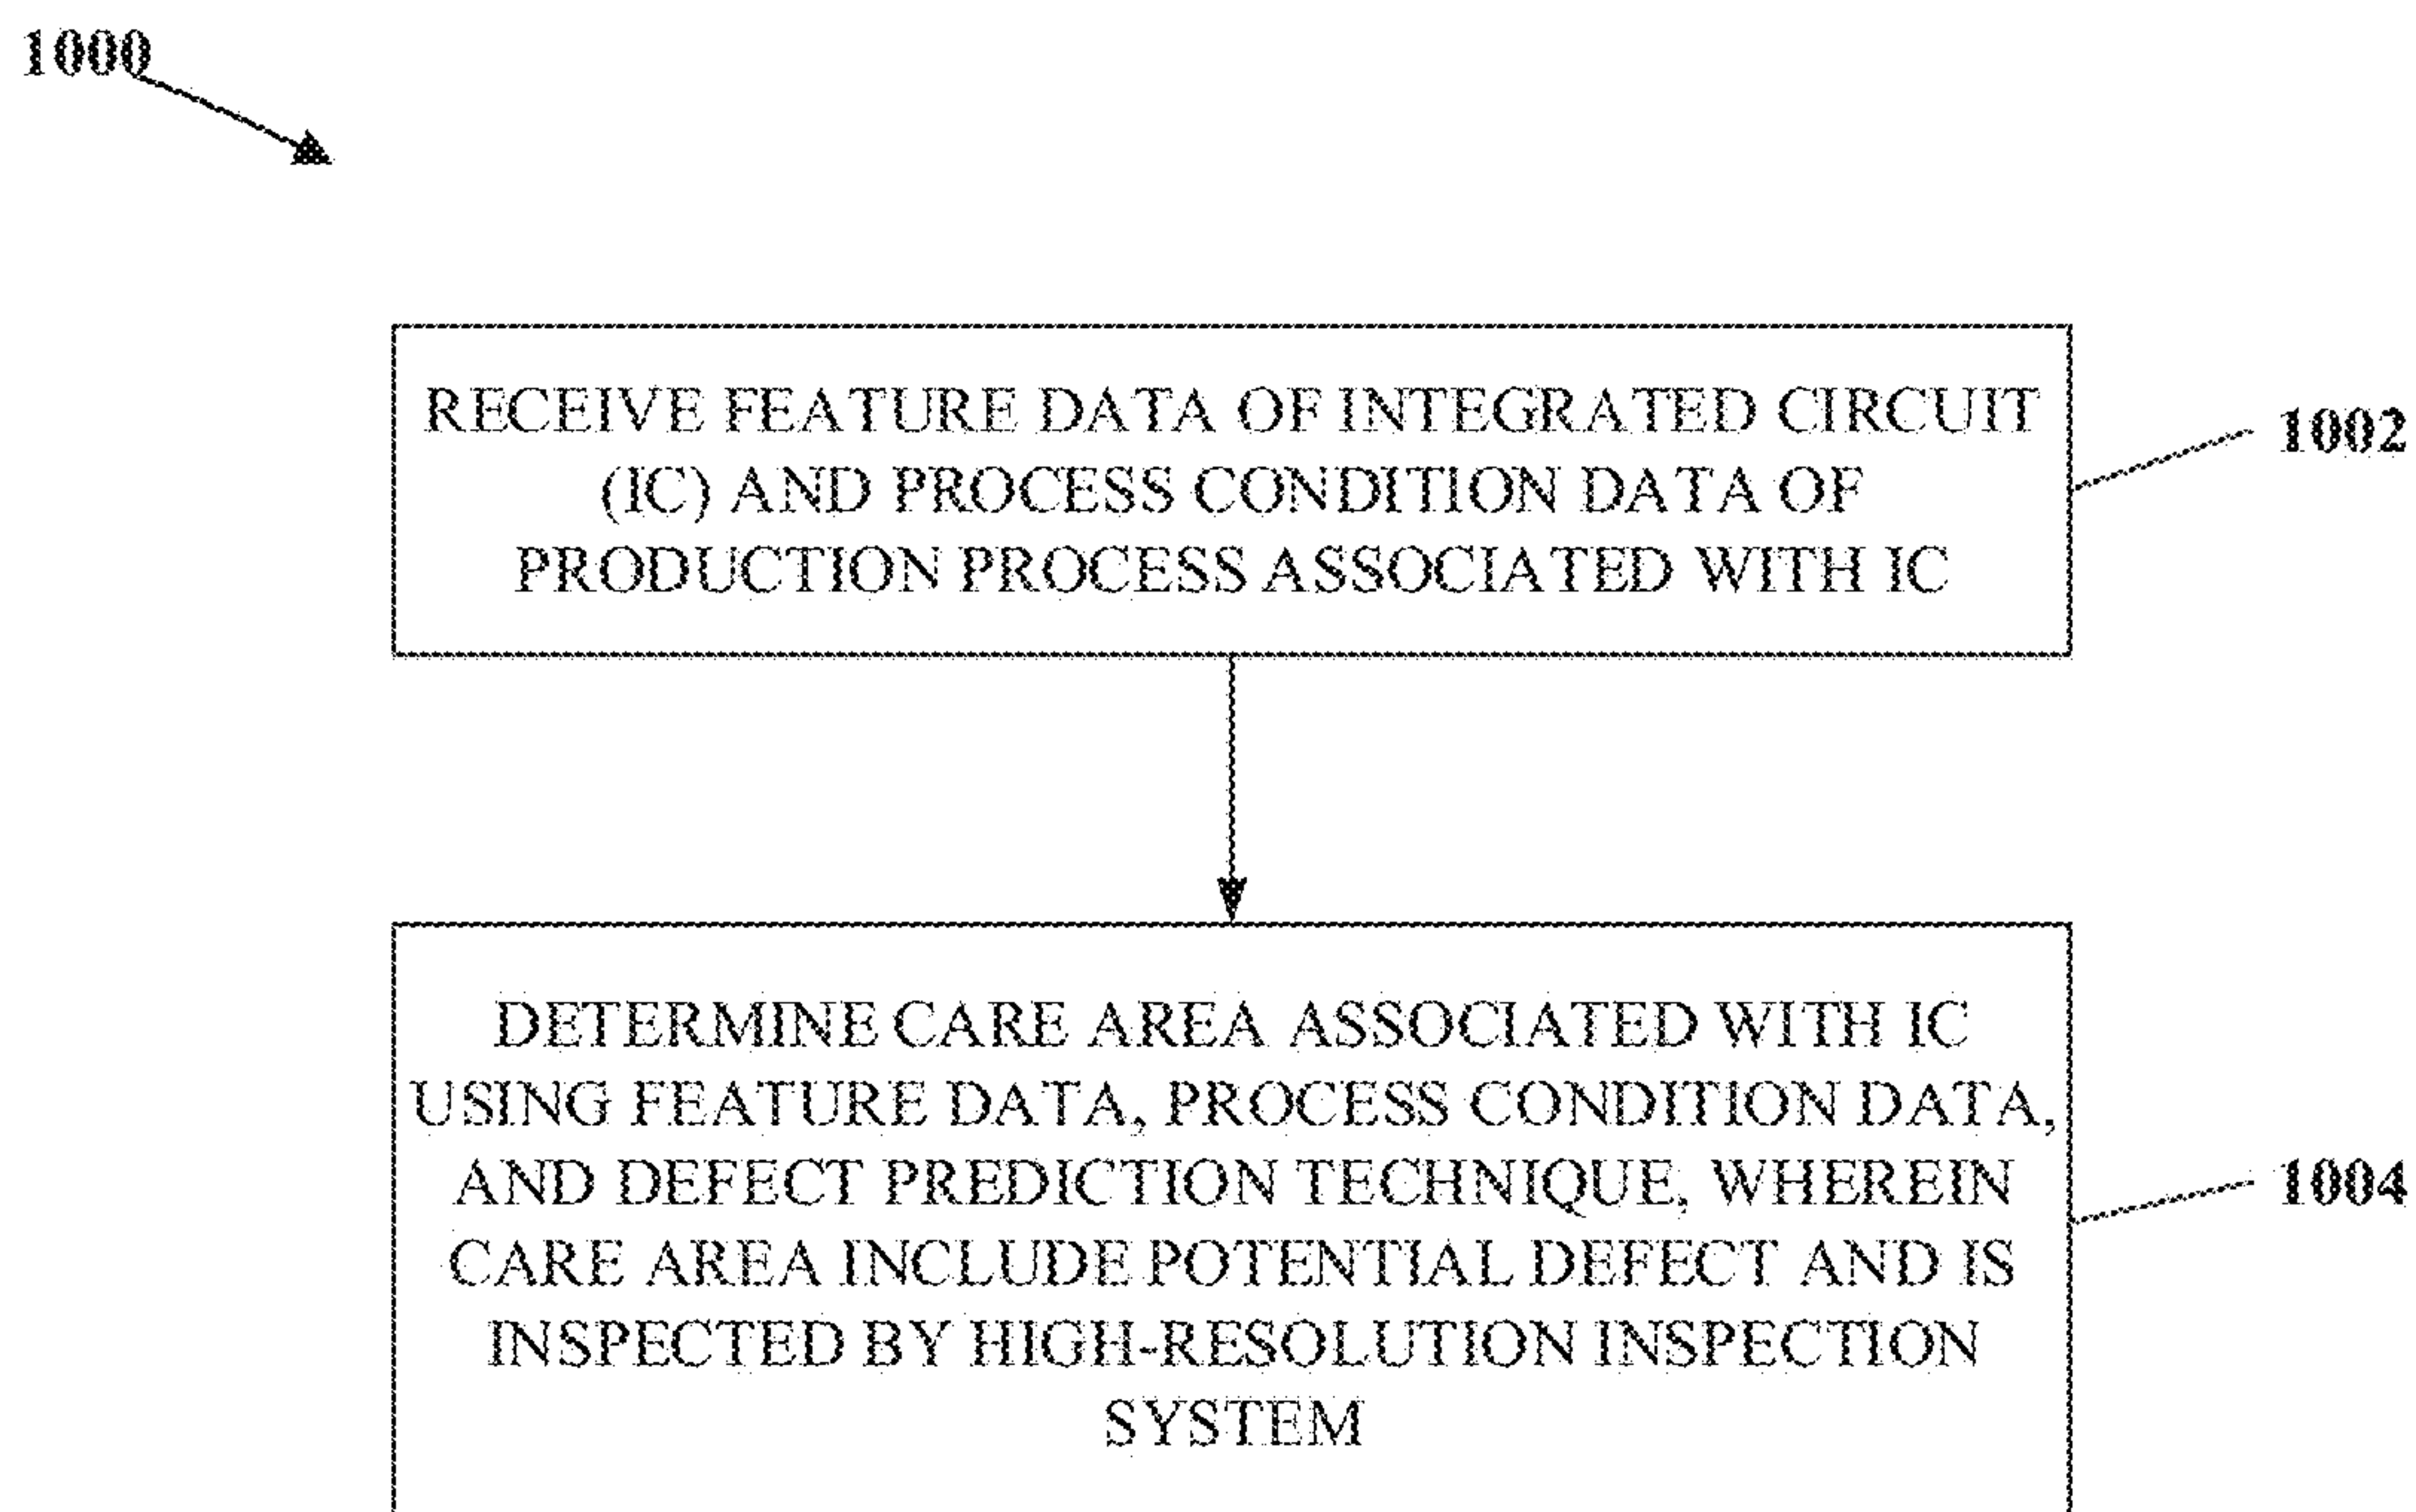 1000
RECEIVE FEATURE DATA OF INTEGRATED CIRCUIT
(IC) AND PROCESS CONDITION DATA OF
PRODUCTION PROCESS ASSOCIATED WITH IC
1002
DETERMINE CARE AREA ASSOCIATED WITH IC
USING FEATURE DATA, PROCESS CONDITION DATA,
AND DEFECT PREDICTION TECHNIQUE, WHEREIN
CARE AREA INCLUDE POTENTIAL DEFECT AND IS
INSPECTED BY HIGH-RESOLUTION INSPECTION
SYSTEM
1004